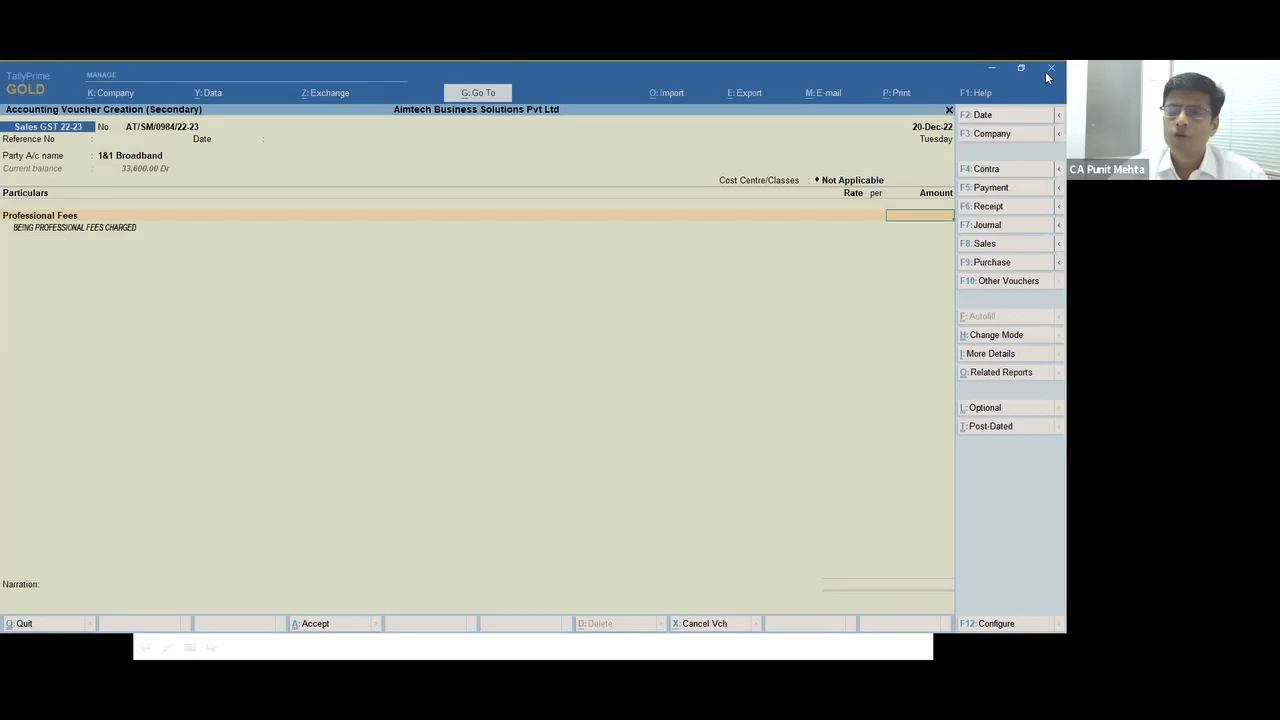 TallyPrime
GOLD
MANAGE
K: Company
Y: Data
Z: Exchange
G: Go To
O: Import
E: Export
M: E-mail
P: Print
F1: Help
Accounting Voucher Creation (Secondary)
Aimtech Business Solutions Pvt Ltd
Sales GST 22-23 No. AT/SM/0984/22-23
20-Dec-22
Reference No :
Date :
Tuesday
Party A/c name : 1&1 Broadband
Current balance : 33,600.00 Dr
Cost Centre/Classes : ♦ Not Applicable
Particulars
Rate per
Amount
Professional Fees
BEING PROFESSIONAL FEES CHARGED
Narration:
Q: Quit
A: Accept
D: Delete
X: Cancel Vch
F2: Date
F3: Company
F4: Contra
F5: Payment
F6: Receipt
F7: Journal
F8: Sales
F9: Purchase
F10: Other Vouchers
F: Autofill
H: Change Mode
I: More Details
O: Related Reports
L: Optional
T: Post-Dated
F12: Configure
CA Punit Mehta